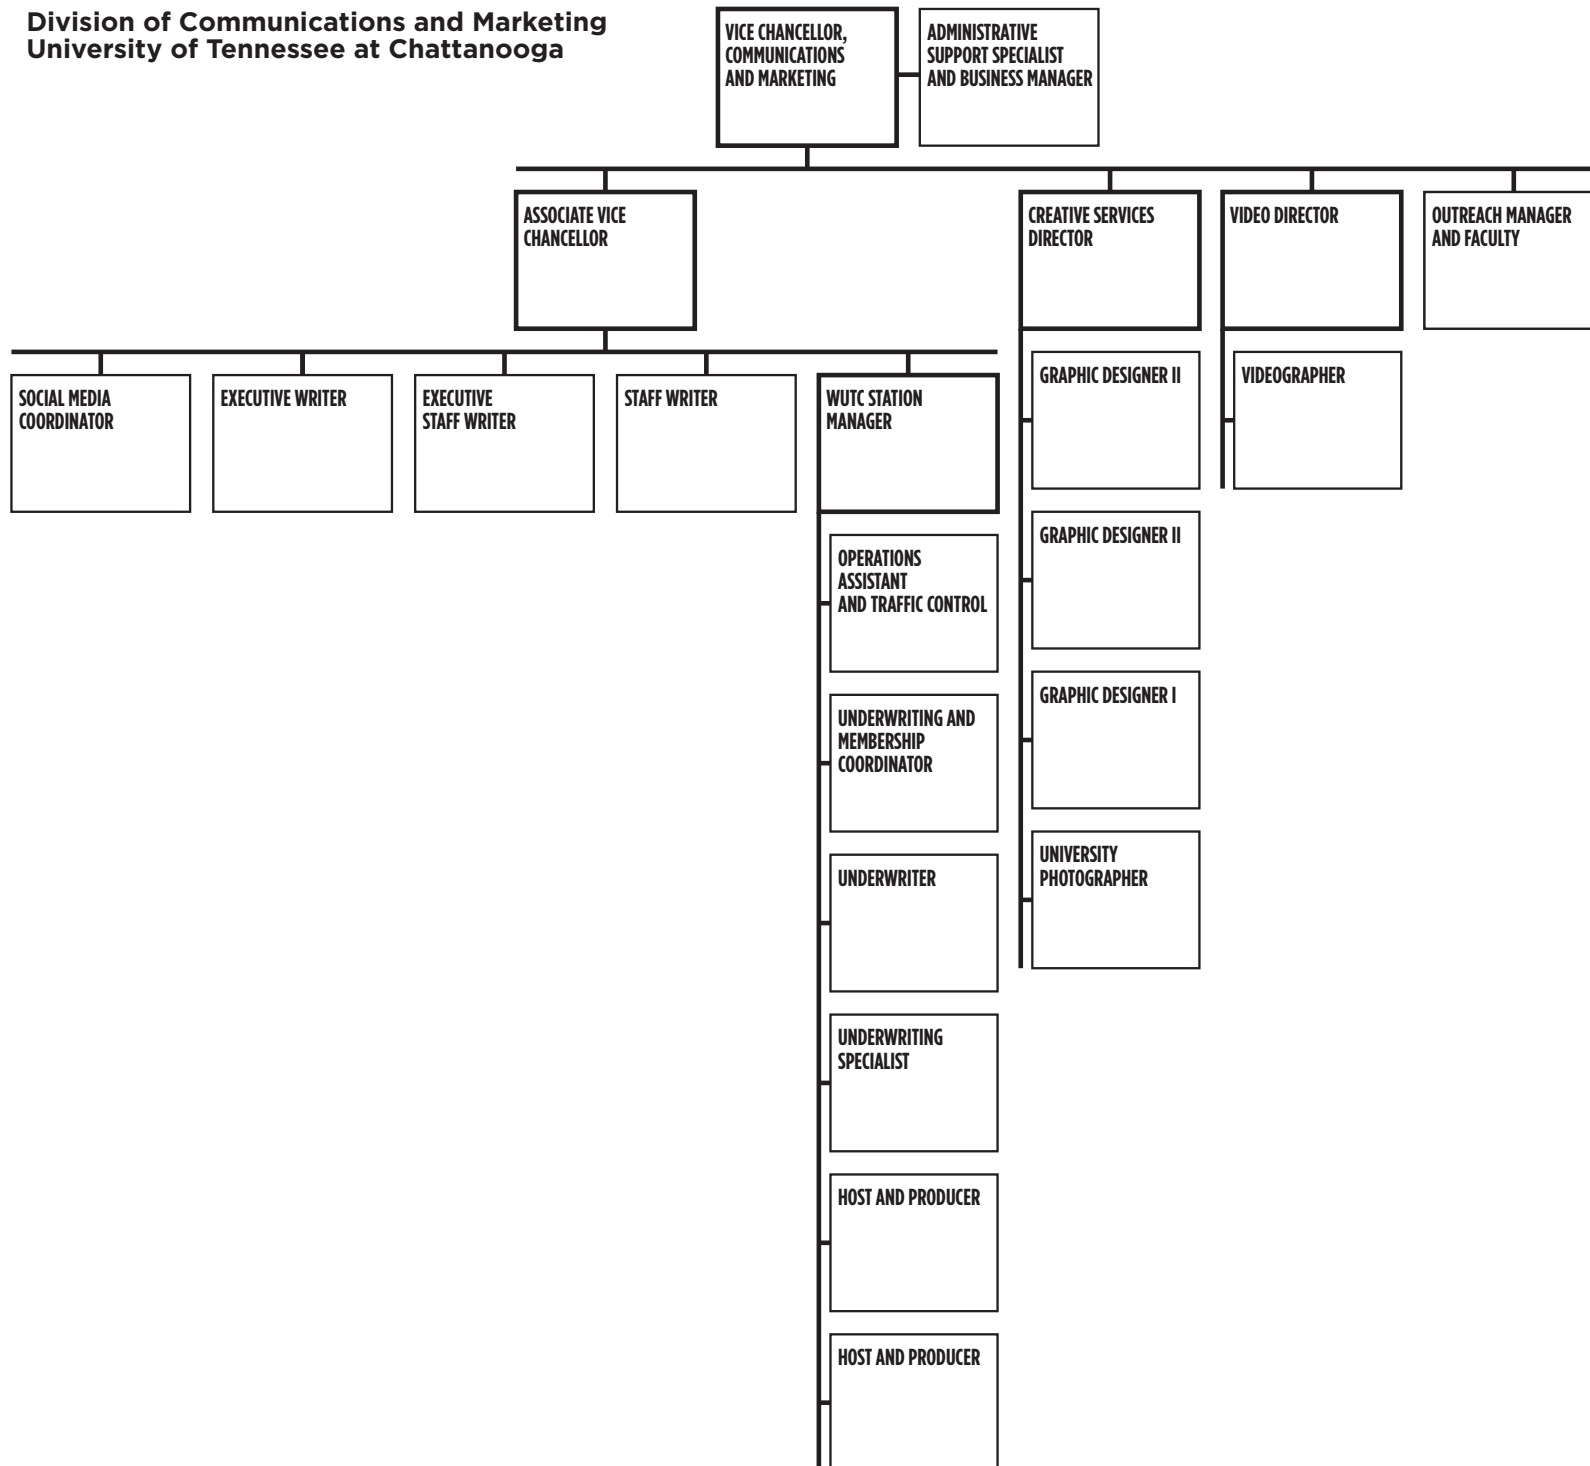 Division of Communications and Marketing
University of Tennessee at Chattanooga
VICE CHANCELLOR,
COMMUNICATIONS
AND MARKETING
ADMINISTRATIVE
SUPPORT SPECIALIST
AND BUSINESS MANAGER
ASSOCIATE VICE
CHANCELLOR
CREATIVE SERVICES
DIRECTOR
VIDEO DIRECTOR
OUTREACH MANAGER
AND FACULTY
SOCIAL MEDIA
COORDINATOR
EXECUTIVE WRITER
EXECUTIVE
STAFF WRITER
STAFF WRITER
WUTC STATION
MANAGER
OPERATIONS
ASSISTANT
AND TRAFFIC CONTROL
UNDERWRITING AND
MEMBERSHIP
COORDINATOR
UNDERWRITER
UNDERWRITING
SPECIALIST
HOST AND PRODUCER
HOST AND PRODUCER
GRAPHIC DESIGNER II
GRAPHIC DESIGNER II
GRAPHIC DESIGNER I
UNIVERSITY
PHOTOGRAPHER
VIDEOGRAPHER